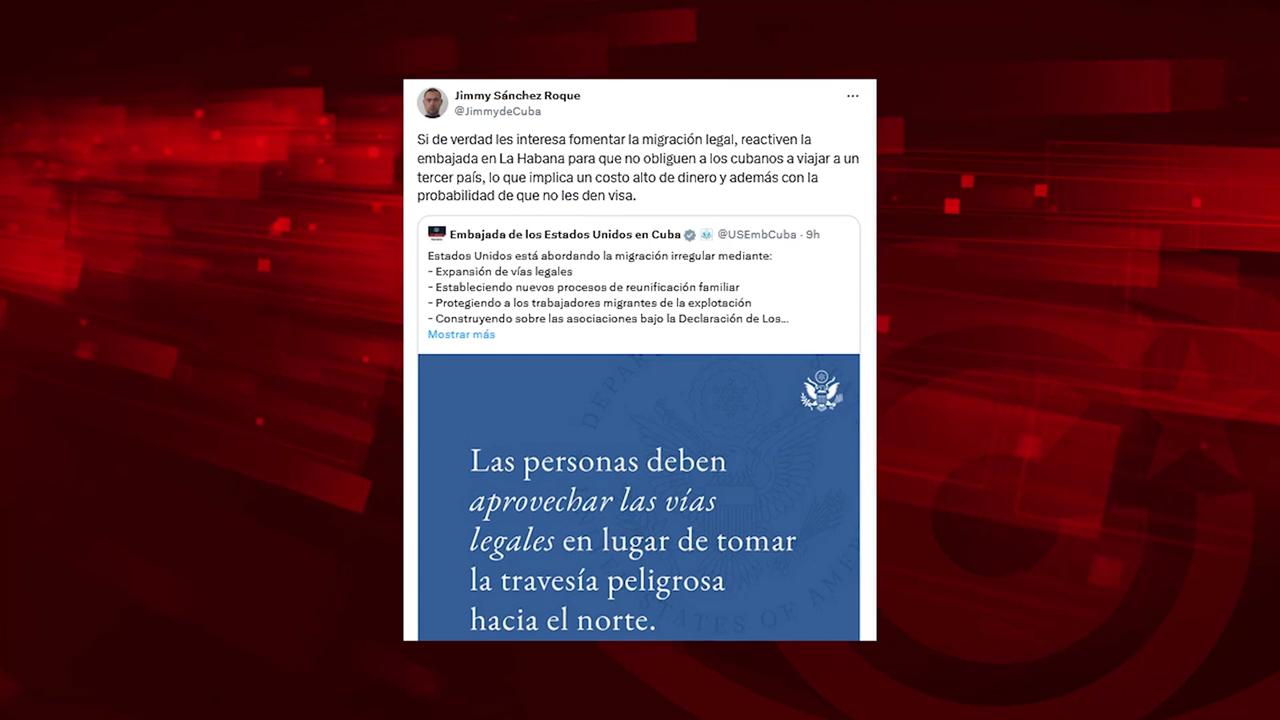 Jimmy Sánchez Roque
@JimmydeCuba
Si de verdad les interesa fomentar la migración legal, reactiven la
embajada en La Habana para que no obliguen a los cubanos a viajar a un
tercer país, lo que implica un costo alto de dinero y además con la
probabilidad de que no les den visa.
Embajada de los Estados Unidos en Cuba @USEmbCuba · 9h
Estados Unidos está abordando la migración irregular mediante:
- Expansión de vías legales
- Estableciendo nuevos procesos de reunificación familiar
- Protegiendo a los trabajadores migrantes de la explotación
- Construyendo sobre las asociaciones bajo la Declaración de Los...
Mostrar más
Las personas deben
aprovechar las vías
legales en lugar de tomar
la travesía peligrosa
hacia el norte.